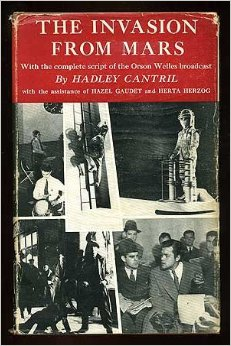 THE INVASION
FROM MARS
With the complete script of the Orson Welles broadcast
By HADLEY CANTRIL
with the assistance of HAZEL GAUDET and HERTA HERZOG